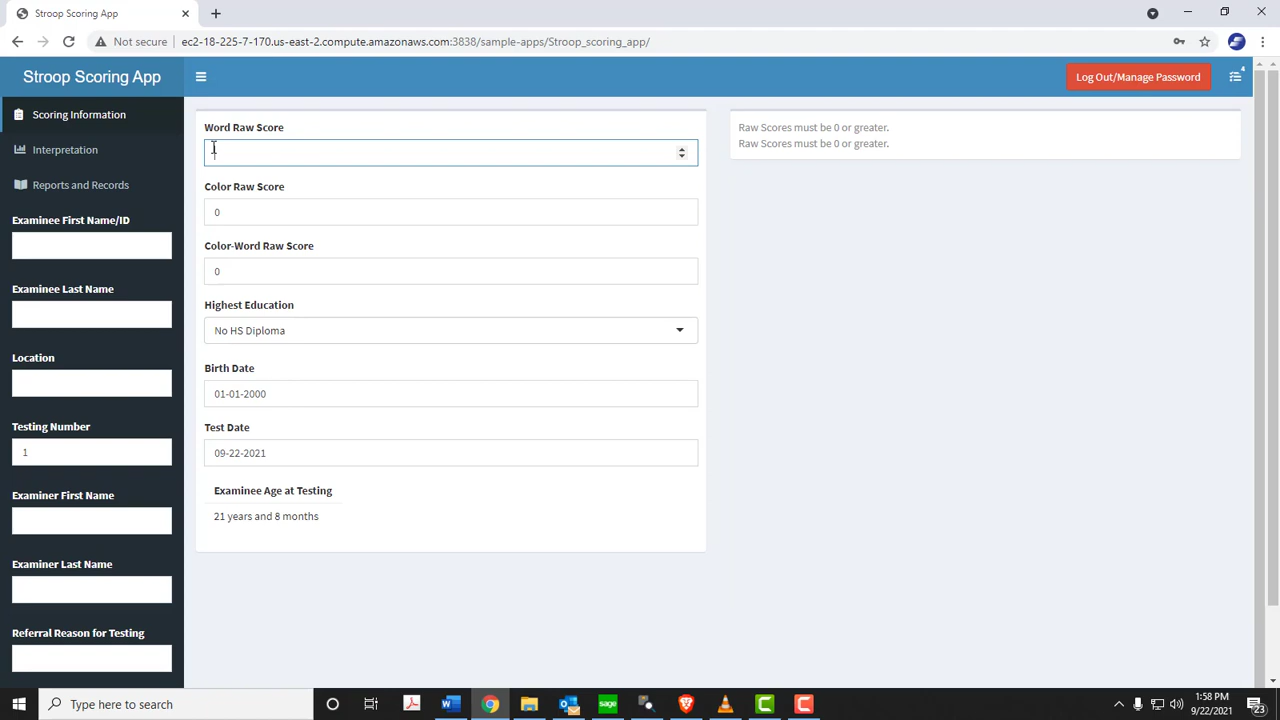 Stroop Scoring App
Not secure
ec2-18-225-7-170.us-east-2.compute.amazonaws.com:3838/sample-apps/Stroop_scoring_app/
Stroop Scoring App
Log Out/Manage Password
4
Scoring Information
Interpretation
Reports and Records
Examinee First Name/ID
Examinee Last Name
Location
Testing Number
1
Examiner First Name
Examiner Last Name
Referral Reason for Testing
Word Raw Score
Color Raw Score
0
Color-Word Raw Score
0
Highest Education
No HS Diploma
Birth Date
01-01-2000
Test Date
09-22-2021
Examinee Age at Testing
21 years and 8 months
Raw Scores must be 0 or greater.
Raw Scores must be 0 or greater.
Type here to search
sage
1:58 PM
9/22/2021
23